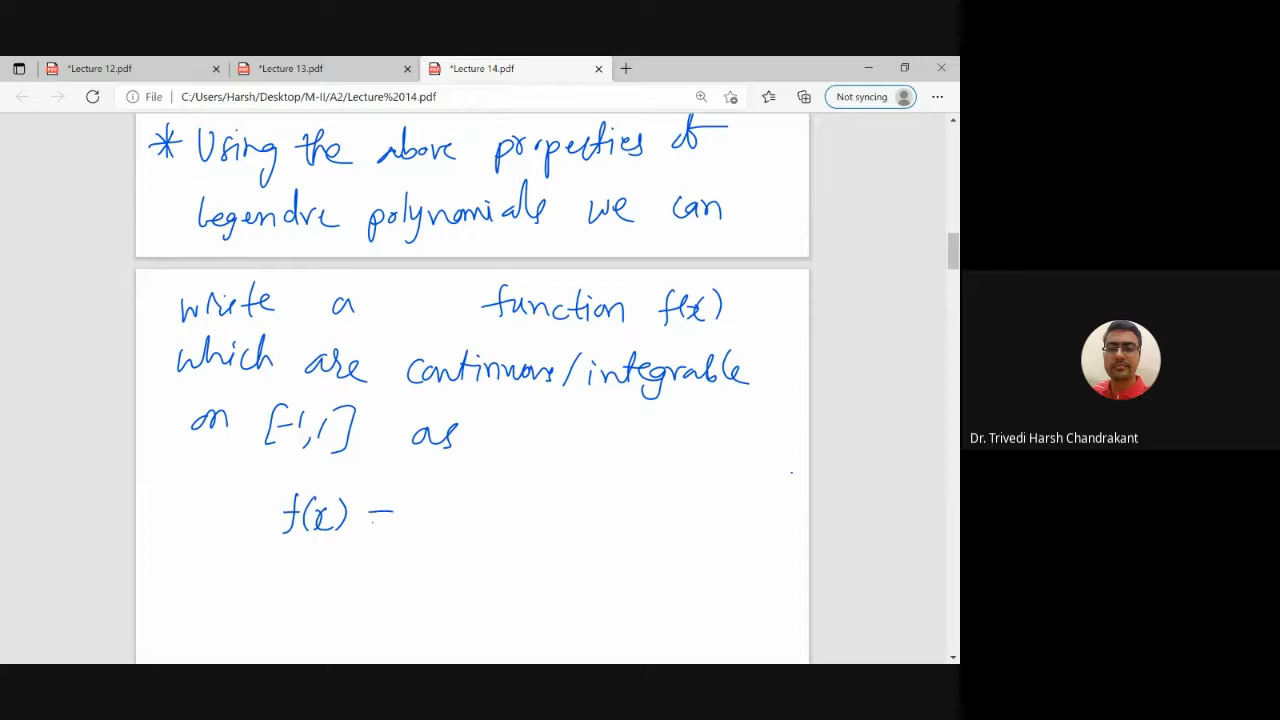 *Lecture 12.pdf
*Lecture 13.pdf
*Lecture 14.pdf
File C:/Users/Harsh/Desktop/M-II/A2/Lecture%2014.pdf
Not syncing
* Using the above properties of
Legendre polynomials we can
write a function f(x)
which are continuous/integrable
on [-1,1] as
f(x) =
Dr. Trivedi Harsh Chandrakant